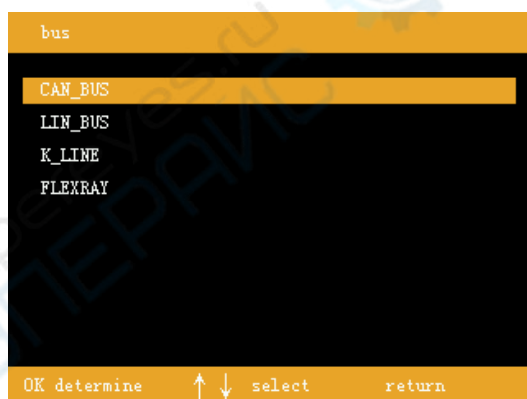 bus
CAN_BUS
LIN_BUS
K_LINE
FLEXRAY
OK determine ↑ ↓ select return